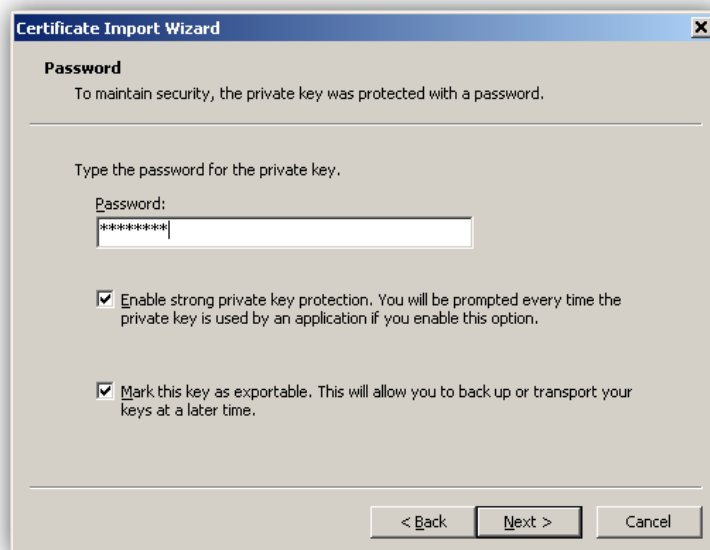 Certificate Import Wizard
Password
To maintain security, the private key was protected with a password.
Type the password for the private key.
Password:
********
Enable strong private key protection. You will be prompted every time the
private key is used by an application if you enable this option.
Mark this key as exportable. This will allow you to back up or transport your
keys at a later time.
< Back Next > Cancel